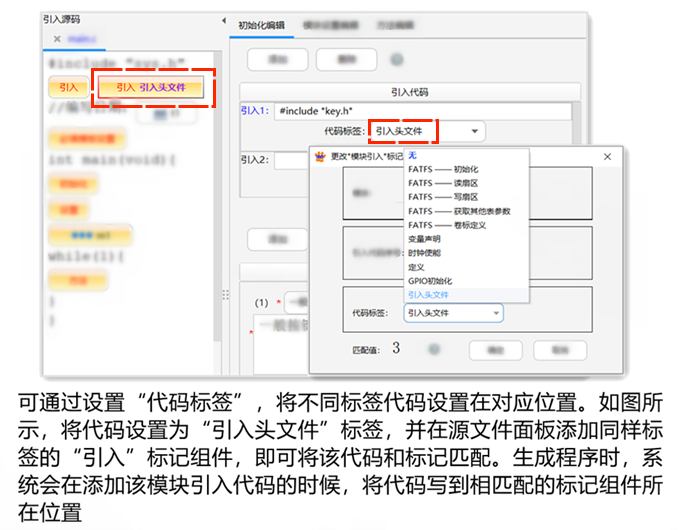 引入源码
初始化编辑
#include "sys.h"
引入
引入 引入头文件
引入代码
引入1: #include "key.h"
代码标签: 引入头文件
引入2:
int main(void){
while(1){
}
}
(1) *
*
更改"模块引入"标记
无
FATFS —— 初始化
FATFS —— 读扇区
FATFS —— 写扇区
FATFS —— 获取其他表参数
FATFS —— 卷标定义
变量声明
时钟使能
定义
GPIO初始化
引入头文件
代码标签: 引入头文件
匹配值: 3
可通过设置“代码标签”，将不同标签代码设置在对应位置。如图所
示，将代码设置为“引入头文件”标签，并在源文件面板添加同样标
签的“引入”标记组件，即可将该代码和标记匹配。生成程序时，系
统会在添加该模块引入代码的时候，将代码写到相匹配的标记组件所
在位置